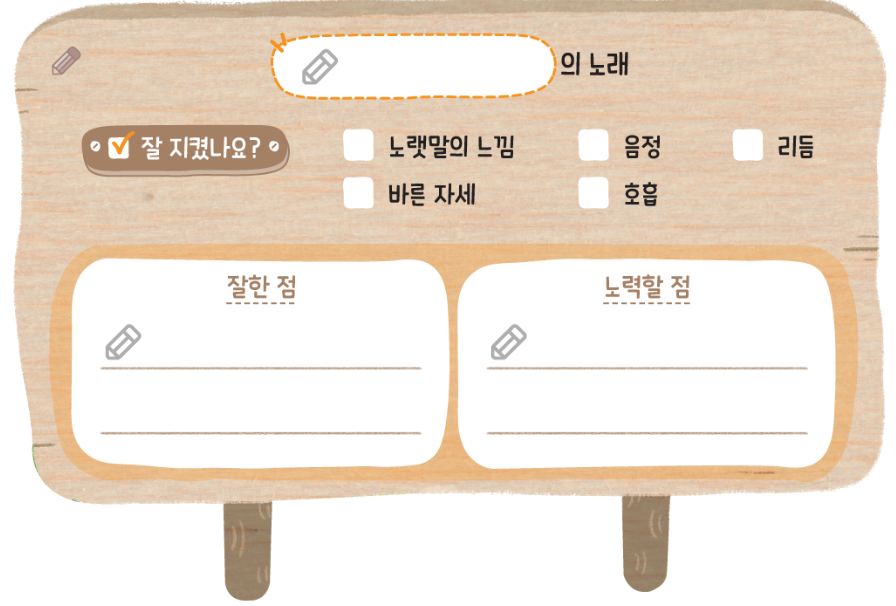 의 노래
잘 지켰나요?
노랫말의 느낌 음정 리듬
바른 자세 호흡
잘한 점
노력할 점